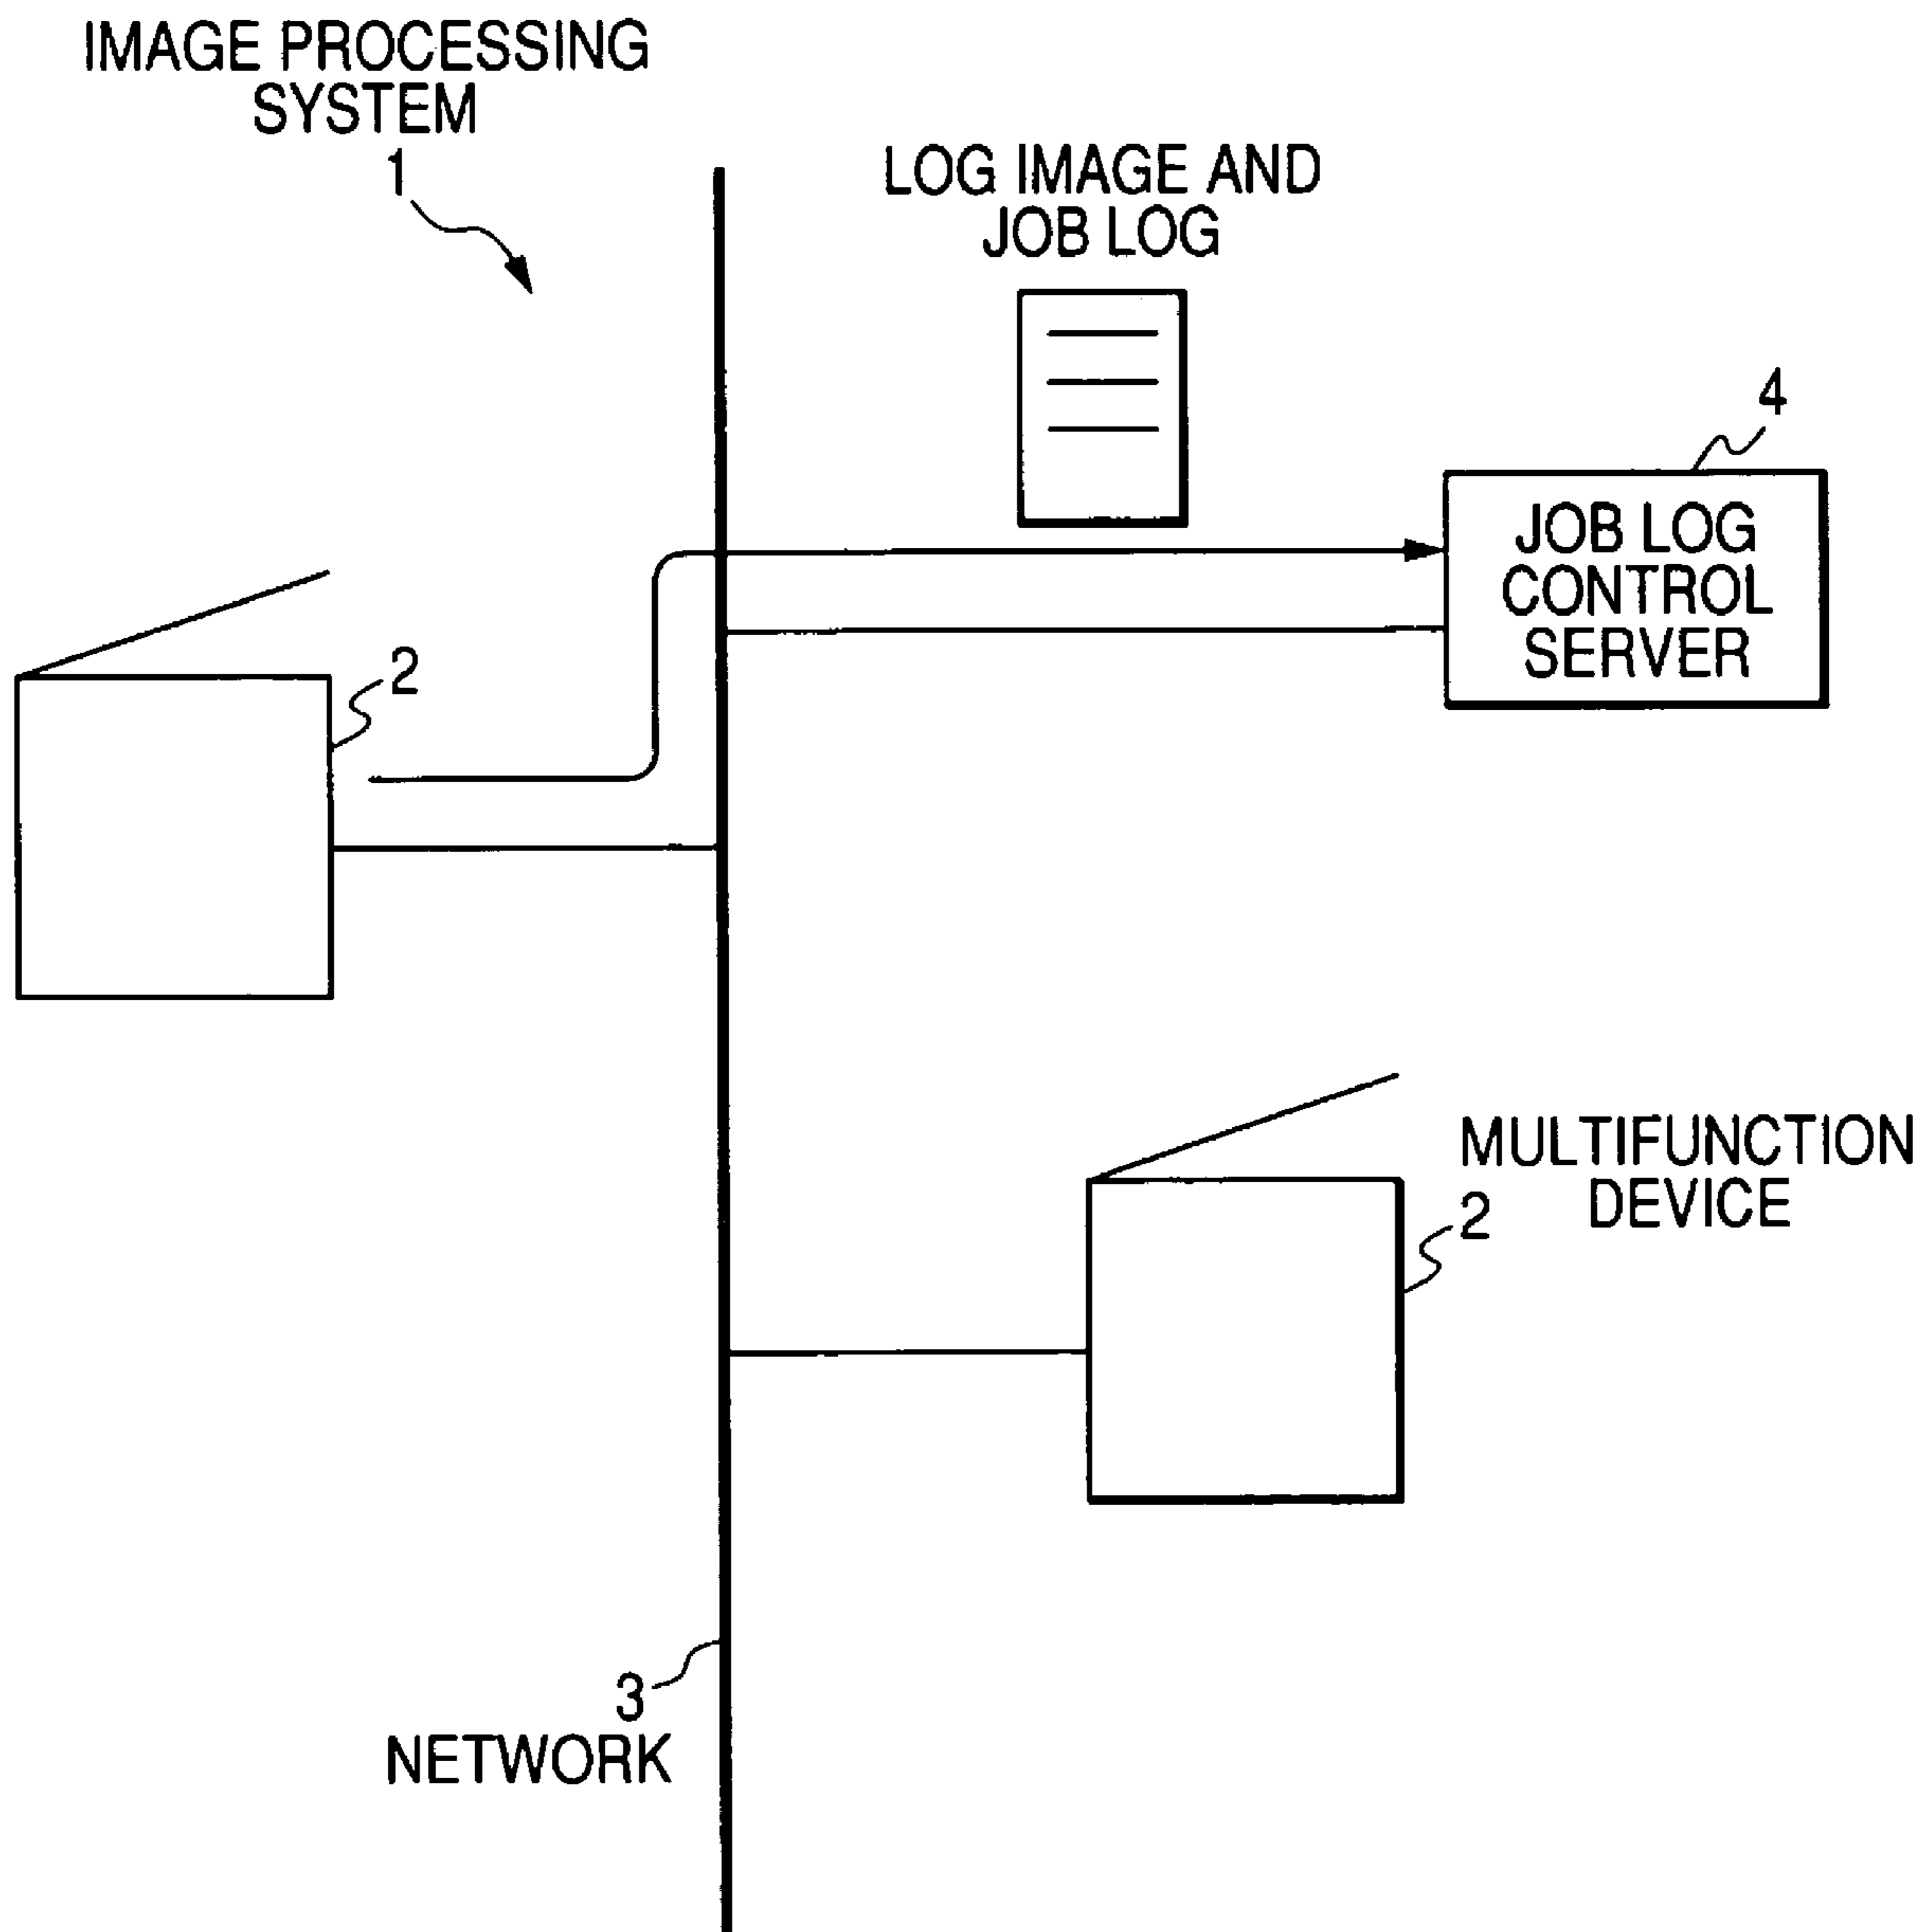 IMAGE PROCESSING
SYSTEM
1
LOG IMAGE AND
JOB LOG
4
JOB LOG
CONTROL
SERVER
2
MULTIFUNCTION
DEVICE
2
3
NETWORK